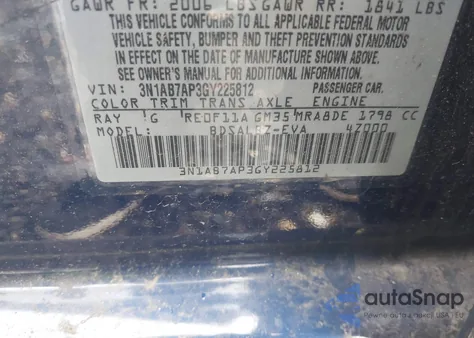 GAWR FR: 2006 LBS GAWR RR: 1841 LBS
THIS VEHICLE CONFORMS TO ALL APPLICABLE FEDERAL MOTOR
VEHICLE SAFETY, BUMPER AND THEFT PREVENTION STANDARDS
IN EFFECT ON THE DATE OF MANUFACTURE SHOWN ABOVE.
SEE OWNER'S MANUAL FOR ADDITIONAL INFORMATION.
VIN: 3N1AB7AP3GY225812 PASSENGER CAR
COLOR TRIM TRANS AXLE ENGINE
RAY G RE0F11A GM35 MRA8DE 1798 CC
MODEL: BDSALBZ-EVA 47000
3N1AB7AP3GY225812
autoSnap